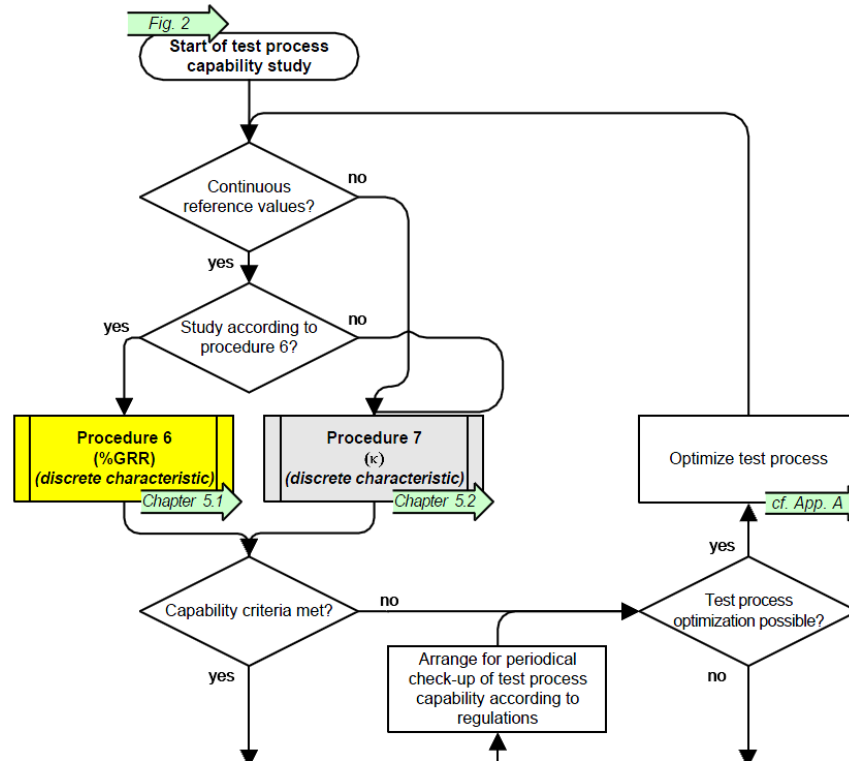 Fig. 2
Start of test process
capability study
no
Continuous
reference values?
yes
yes
no
Study according to
procedure 6?
Procedure 6
(%GRR)
(discrete characteristic)
Chapter 5.1
Procedure 7
(κ)
(discrete characteristic)
Chapter 5.2
Optimize test process
cf. App. A
yes
Capability criteria met?
no
Test process
optimization possible?
yes
Arrange for periodical
check-up of test process
capability according to
regulations
no